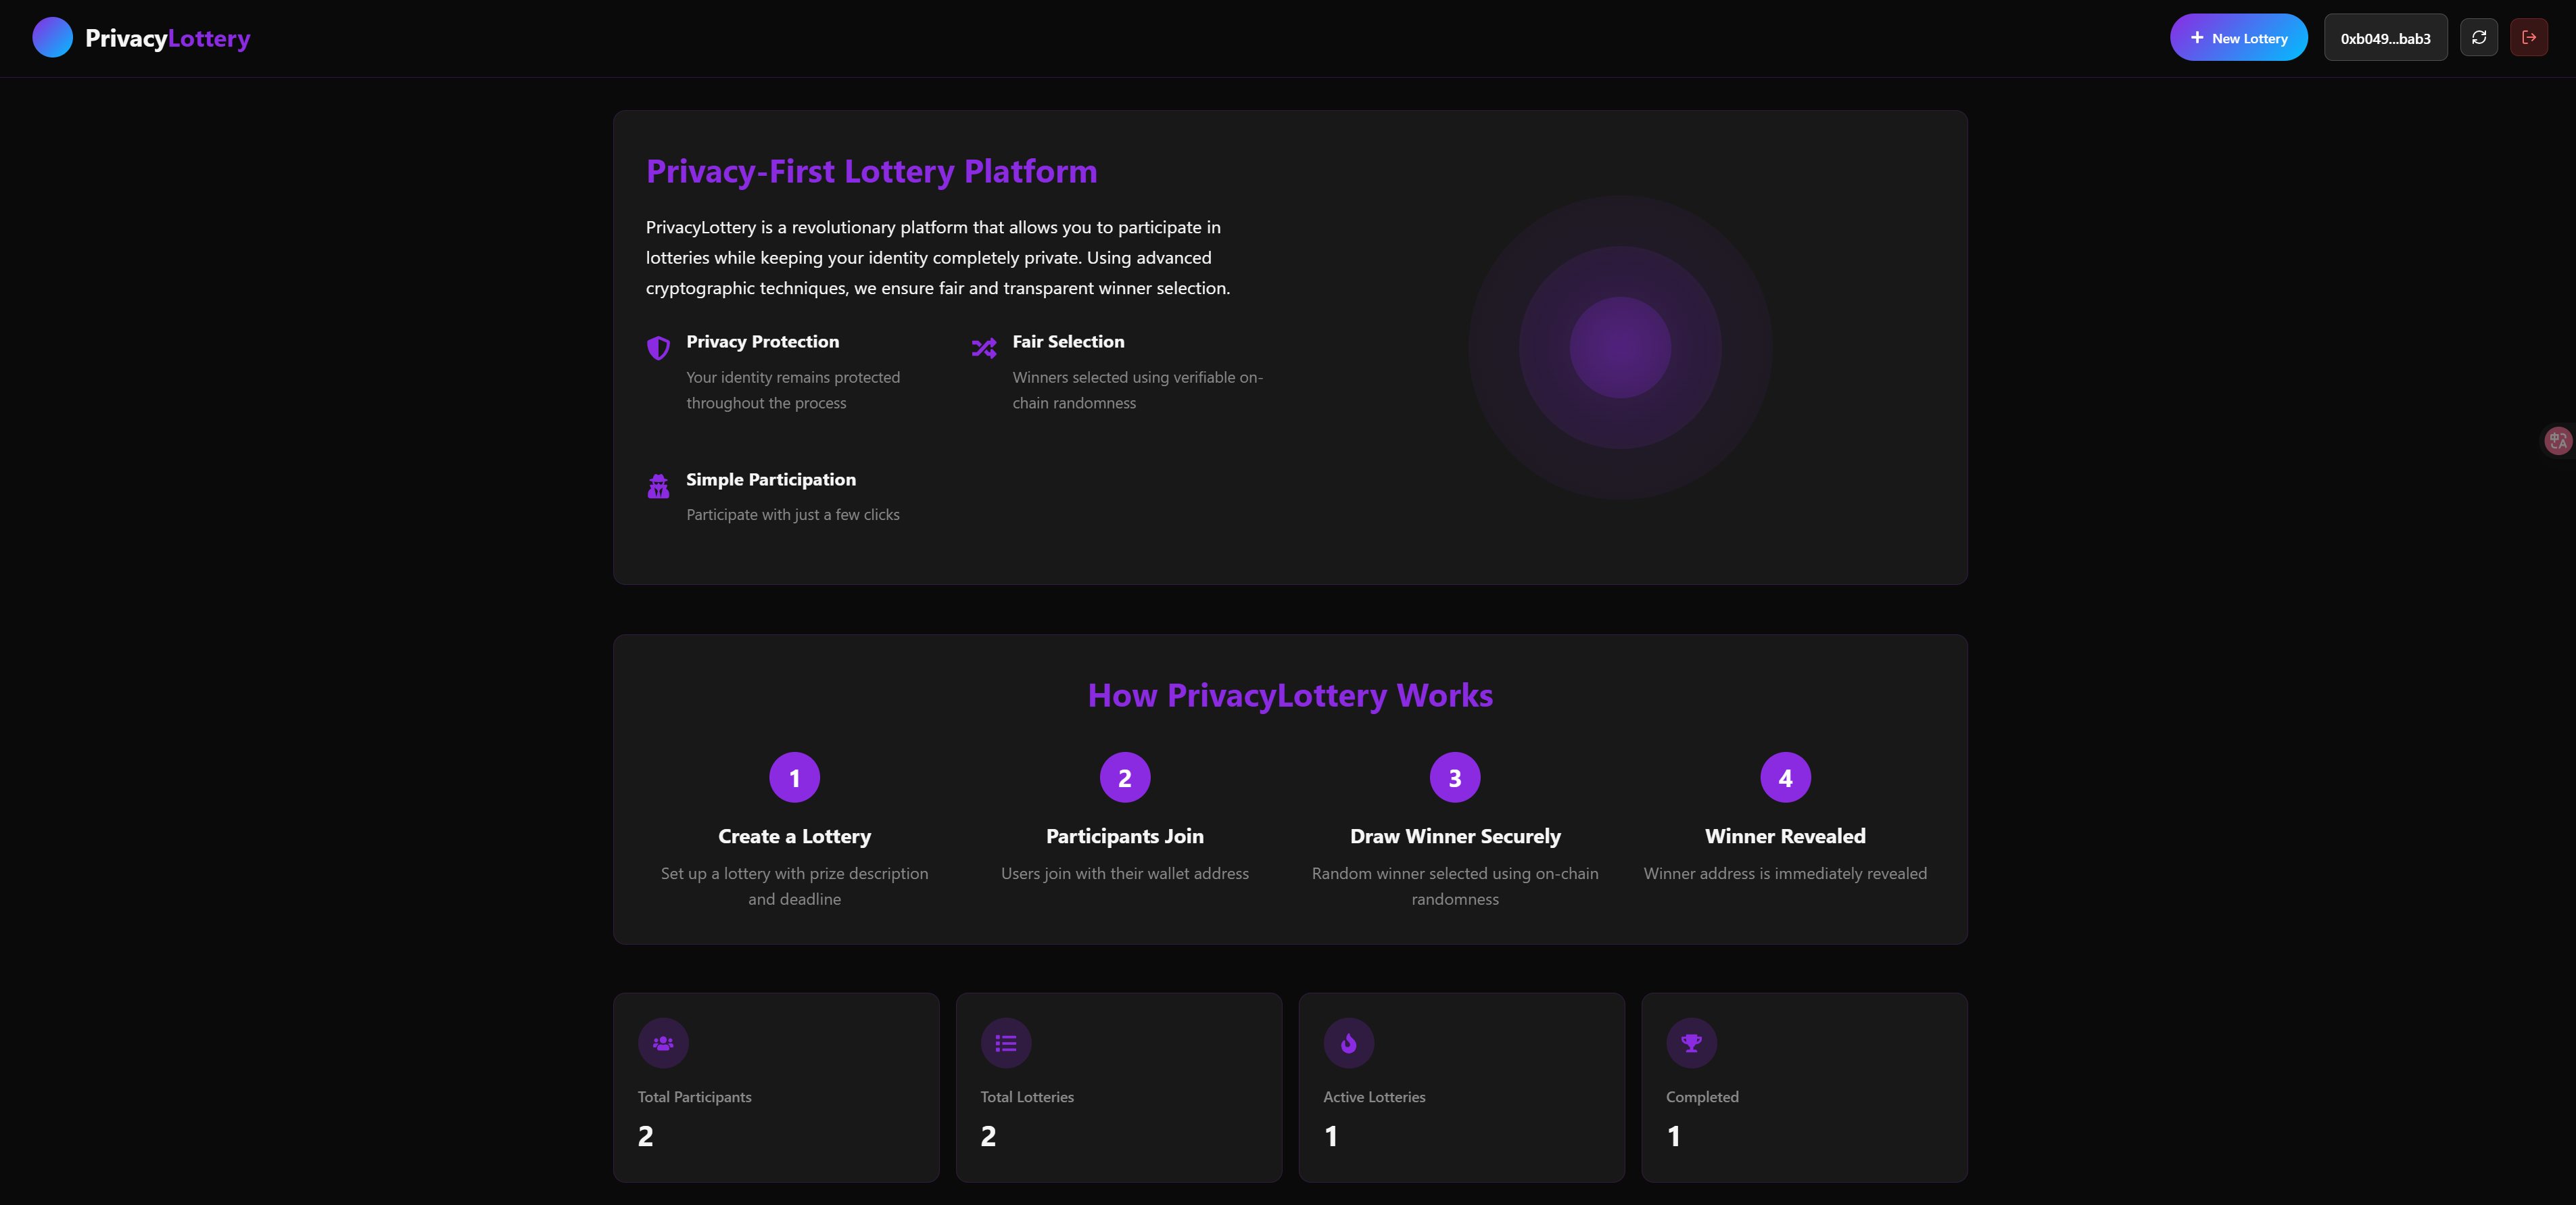 PrivacyLottery
+ New Lottery
0xb049...bab3
Privacy-First Lottery Platform
PrivacyLottery is a revolutionary platform that allows you to participate in
lotteries while keeping your identity completely private. Using advanced
cryptographic techniques, we ensure fair and transparent winner selection.
Privacy Protection
Your identity remains protected
throughout the process
Fair Selection
Winners selected using verifiable on-
chain randomness
Simple Participation
Participate with just a few clicks
How PrivacyLottery Works
1
Create a Lottery
Set up a lottery with prize description
and deadline
2
Participants Join
Users join with their wallet address
3
Draw Winner Securely
Random winner selected using on-chain
randomness
4
Winner Revealed
Winner address is immediately revealed
Total Participants
2
Total Lotteries
2
Active Lotteries
1
Completed
1
中A